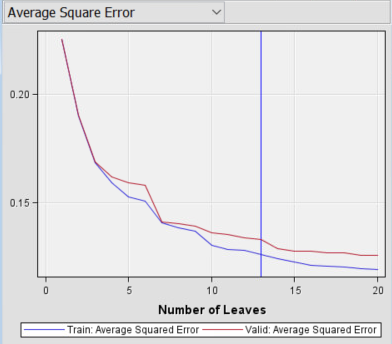 Average Square Error
0.20
0.15
0 5 10 15 20
Number of Leaves
Train: Average Squared Error Valid: Average Squared Error